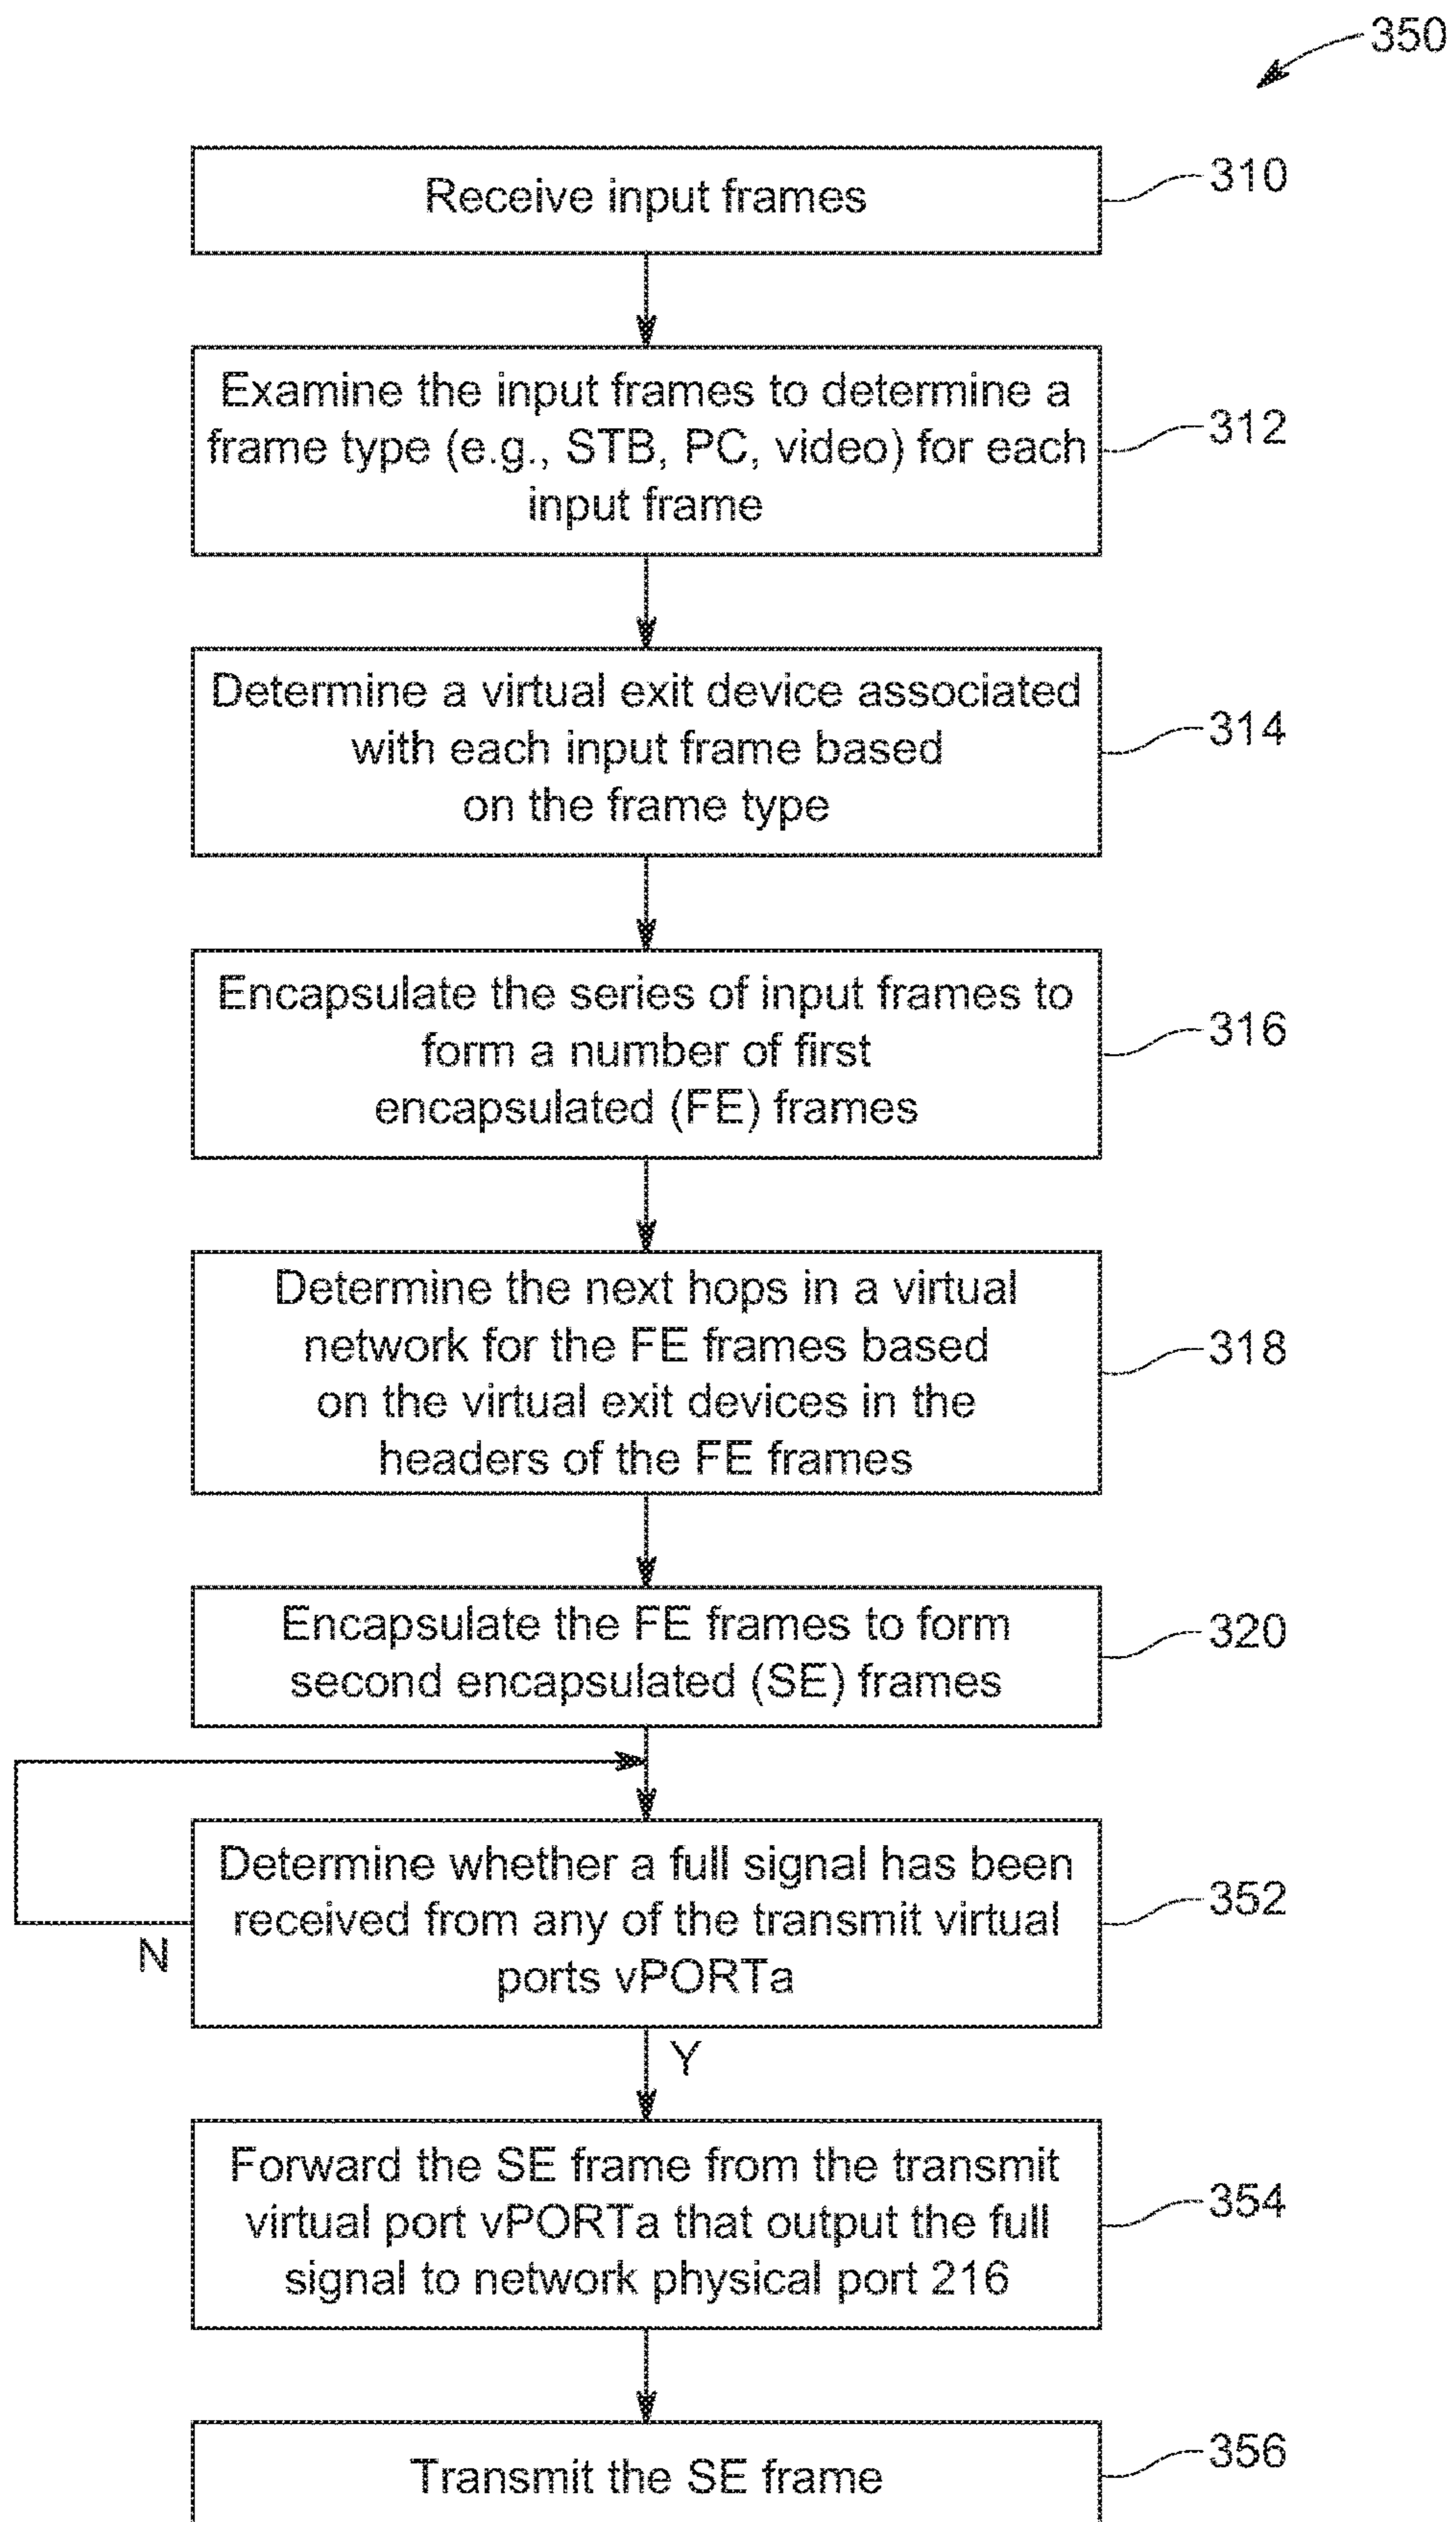 350
Receive input frames
310
Examine the input frames to determine a
frame type (e.g., STB, PC, video) for each
input frame
312
Determine a virtual exit device associated
with each input frame based
on the frame type
314
Encapsulate the series of input frames to
form a number of first
encapsulated (FE) frames
316
Determine the next hops in a virtual
network for the FE frames based
on the virtual exit devices in the
headers of the FE frames
318
Encapsulate the FE frames to form
second encapsulated (SE) frames
320
Determine whether a full signal has been
received from any of the transmit virtual
ports vPORTa
352
N
Y
Forward the SE frame from the transmit
virtual port vPORTa that output the full
signal to network physical port 216
354
Transmit the SE frame
356